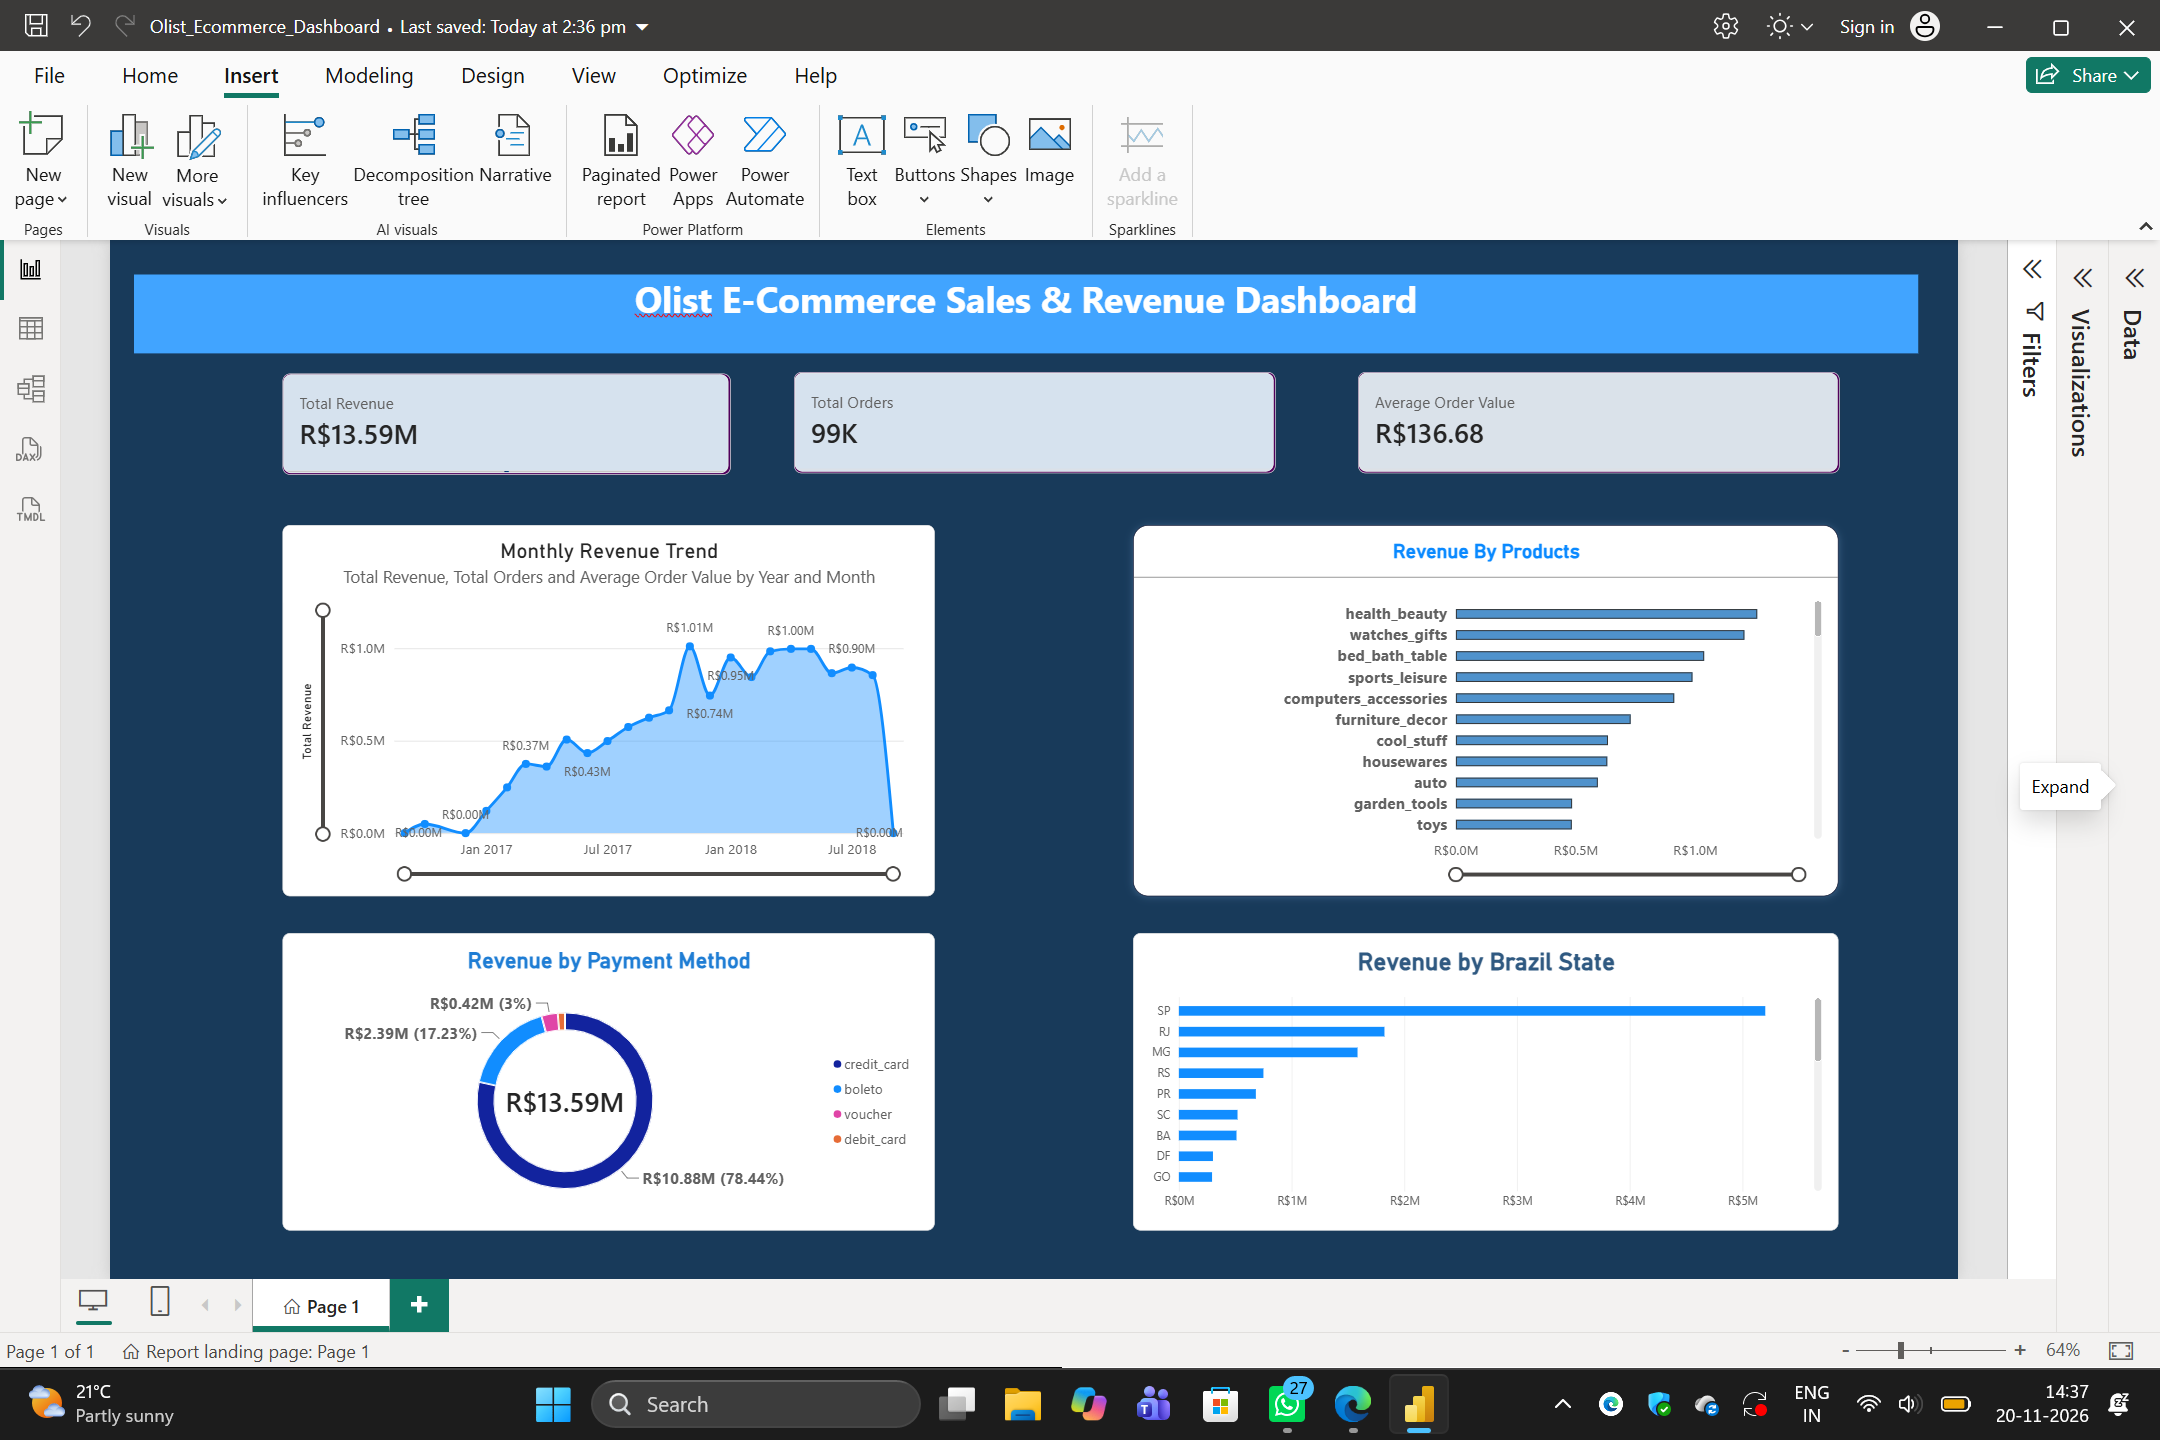 Olist_Ecommerce_Dashboard • Last saved: Today at 2:36 pm
Sign in
File
Home
Insert
Modeling
Design
View
Optimize
Help
Share
New page
New visual
More visuals
Key influencers
Decomposition tree
Narrative
Paginated report
Power Apps
Power Automate
Text box
Buttons
Shapes
Image
Add a sparkline
Pages
Visuals
AI visuals
Power Platform
Elements
Sparklines
DAX
TMDL
Olist E-Commerce Sales & Revenue Dashboard
Total Revenue
R$13.59M
Total Orders
99K
Average Order Value
R$136.68
Monthly Revenue Trend
Total Revenue, Total Orders and Average Order Value by Year and Month
Total Revenue
R$1.0M
R$0.5M
R$0.0M
R$0.00M
R$0.00M
R$0.37M
R$0.43M
R$1.01M
R$0.74M
R$0.95M
R$1.00M
R$0.90M
R$0.00M
Jan 2017
Jul 2017
Jan 2018
Jul 2018
Revenue By Products
health_beauty
watches_gifts
bed_bath_table
sports_leisure
computers_accessories
furniture_decor
cool_stuff
housewares
auto
garden_tools
toys
R$0.0M
R$0.5M
R$1.0M
Revenue by Payment Method
R$0.42M (3%)
R$2.39M (17.23%)
R$13.59M
R$10.88M (78.44%)
credit_card
boleto
voucher
debit_card
Revenue by Brazil State
SP
RJ
MG
RS
PR
SC
BA
DF
GO
R$0M
R$1M
R$2M
R$3M
R$4M
R$5M
Filters
Visualizations
Data
Expand
Page 1
Page 1 of 1
Report landing page: Page 1
64%
21°C
Partly sunny
Search
27
ENG
IN
14:37
20-11-2026